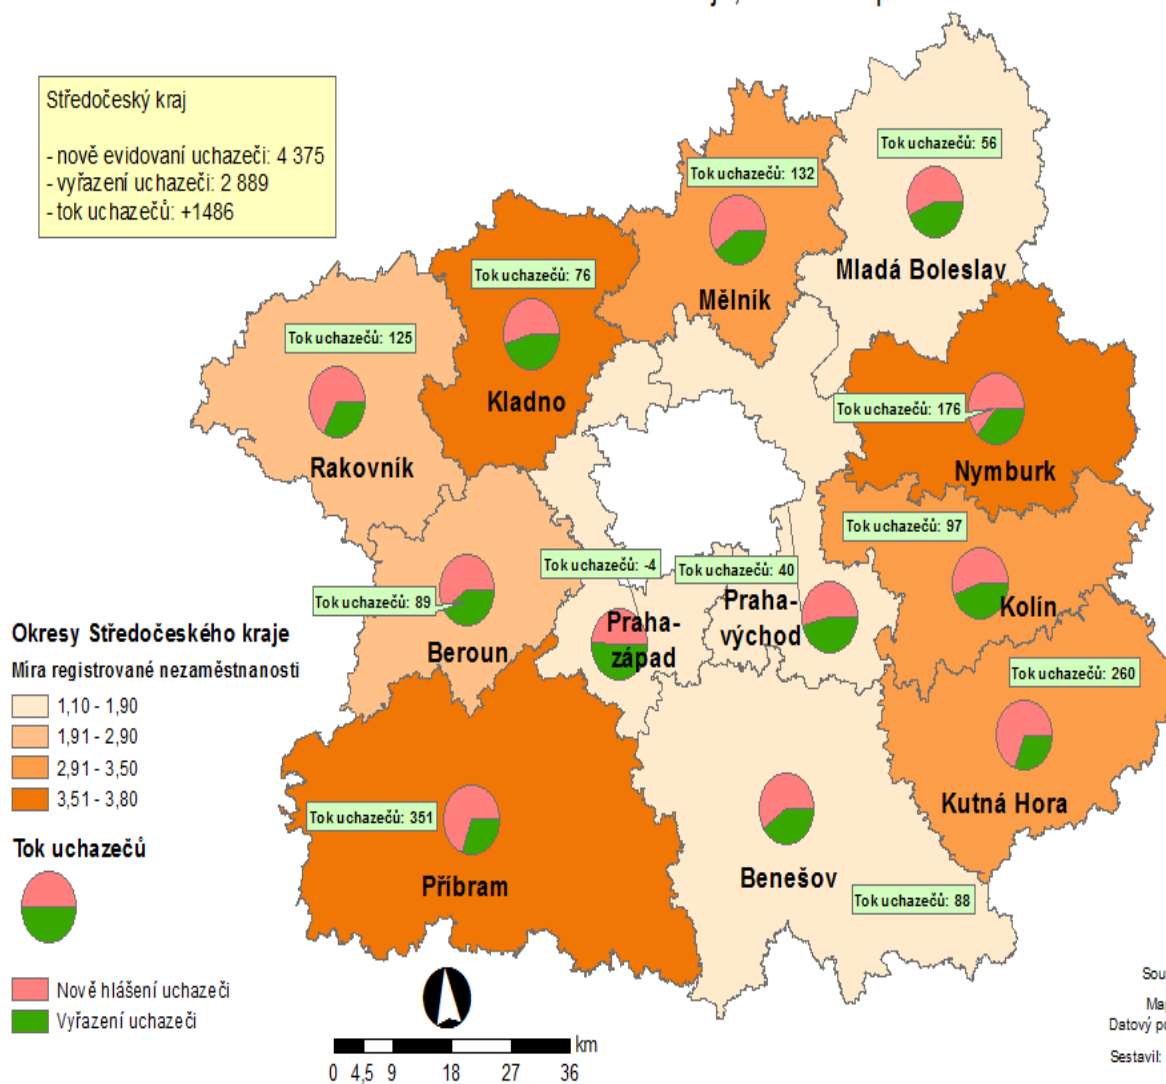 Středočeský kraj
- nově evidovaní uchazeči: 4 375
- vyřazení uchazeči: 2 889
- tok uchazečů: +1486
Tok uchazečů: 56
Mladá Boleslav
Tok uchazečů: 132
Mělník
Tok uchazečů: 76
Kladno
Tok uchazečů: 125
Rakovník
Tok uchazečů: 176
Nymburk
Tok uchazečů: 97
Kolín
Tok uchazečů: -4
Praha-
západ
Tok uchazečů: 40
Praha-
východ
Tok uchazečů: 89
Beroun
Tok uchazečů: 260
Kutná Hora
Tok uchazečů: 351
Příbram
Benešov
Tok uchazečů: 88
Okresy Středočeského kraje
Míra registrované nezaměstnanosti
1,10 - 1,90
1,91 - 2,90
2,91 - 3,50
3,51 - 3,80
Tok uchazečů
Nově hlášení uchazeči
Vyřazení uchazeči
km
0 4,5 9 18 27 36
Datový
Sestavil: